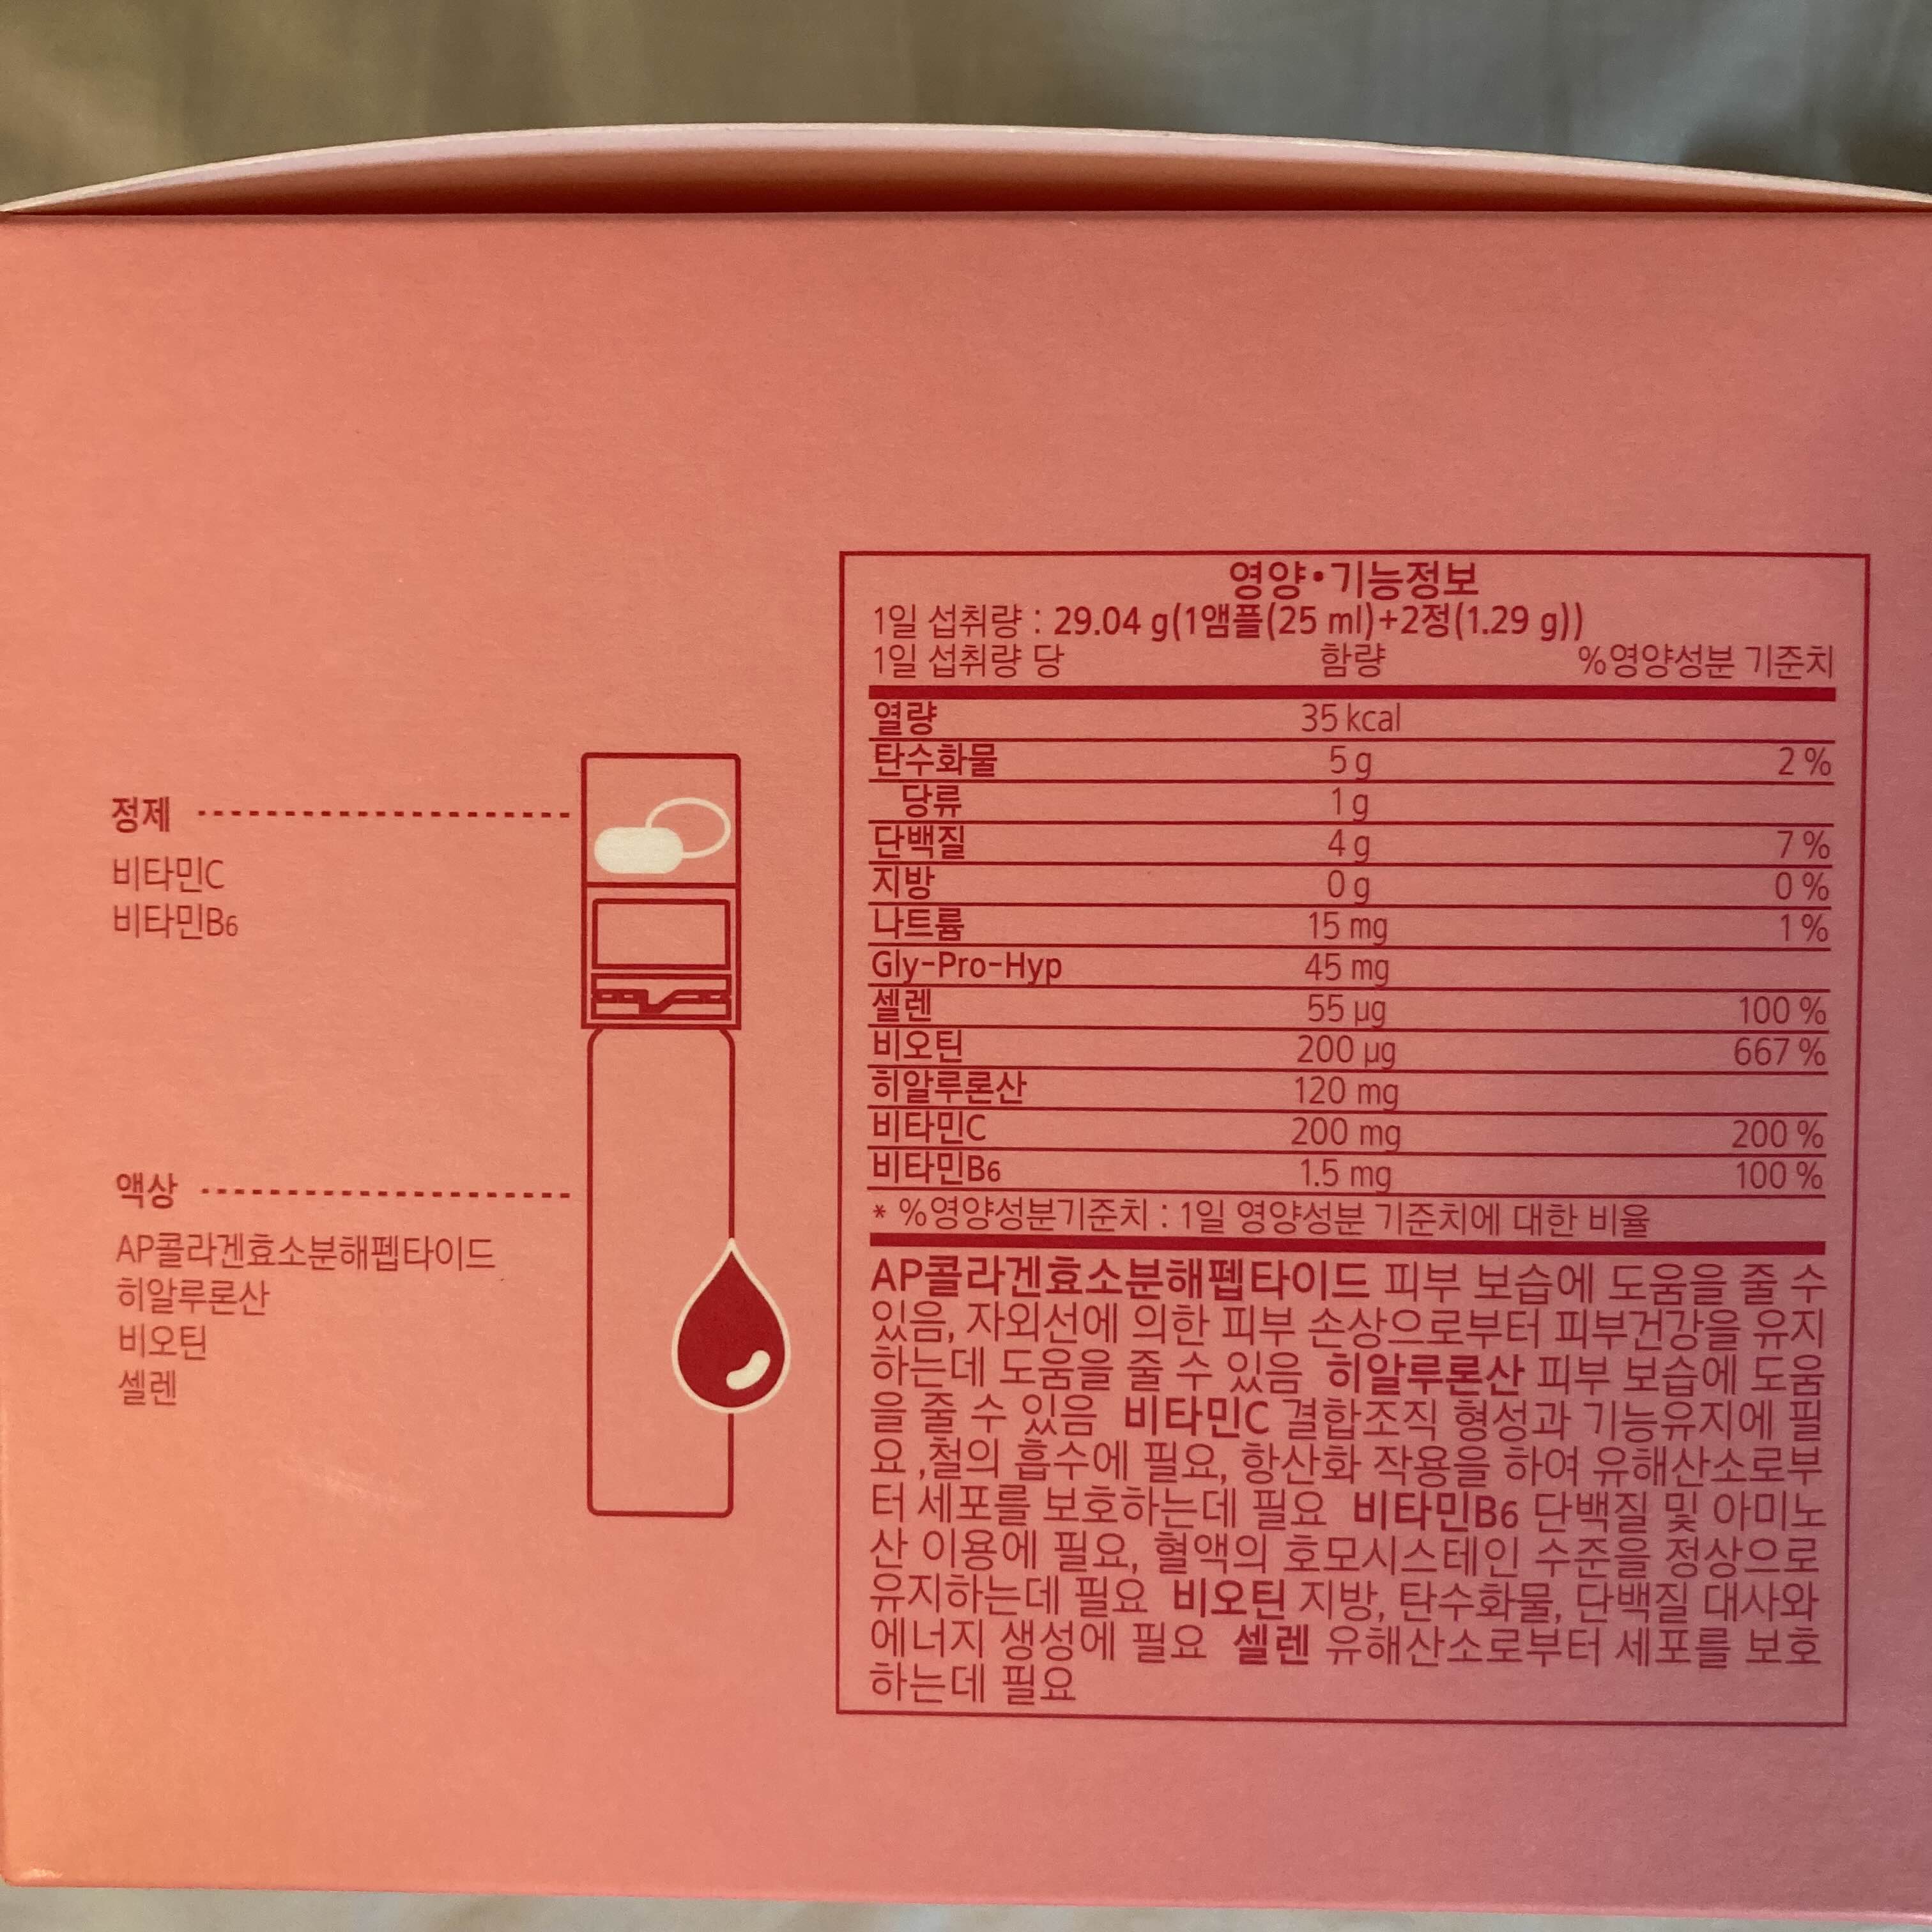 정제
비타민C
비타민B6
액상
AP콜라겐효소분해펩타이드
히알루론산
비오틴
셀렌
영양•기능정보
1일 섭취량 : 29.04 g(1앰플(25 ml)+2정(1.29 g))
1일 섭취량 당 함량 %영양성분 기준치
열량 35 kcal
탄수화물 5 g 2 %
당류 1 g
단백질 4 g 7 %
지방 0 g 0 %
나트륨 15 mg 1 %
Gly-Pro-Hyp 45 mg
셀렌 55 µg 100 %
비오틴 200 µg 667 %
히알루론산 120 mg
비타민C 200 mg 200 %
비타민B6 1.5 mg 100 %
* %영양성분기준치 : 1일 영양성분 기준치에 대한 비율
AP콜라겐효소분해펩타이드 피부 보습에 도움을 줄 수
있음, 자외선에 의한 피부 손상으로부터 피부건강을 유지
하는데 도움을 줄 수 있음 히알루론산 피부 보습에 도움
을 줄 수 있음 비타민C 결합조직 형성과 기능유지에 필
요 ,철의 흡수에 필요, 항산화 작용을 하여 유해산소로부
터 세포를 보호하는데 필요 비타민B6 단백질 및 아미노
산 이용에 필요, 혈액의 호모시스테인 수준을 정상으로
유지하는데 필요 비오틴 지방, 탄수화물, 단백질 대사와
에너지 생성에 필요 셀렌 유해산소로부터 세포를 보호
하는데 필요